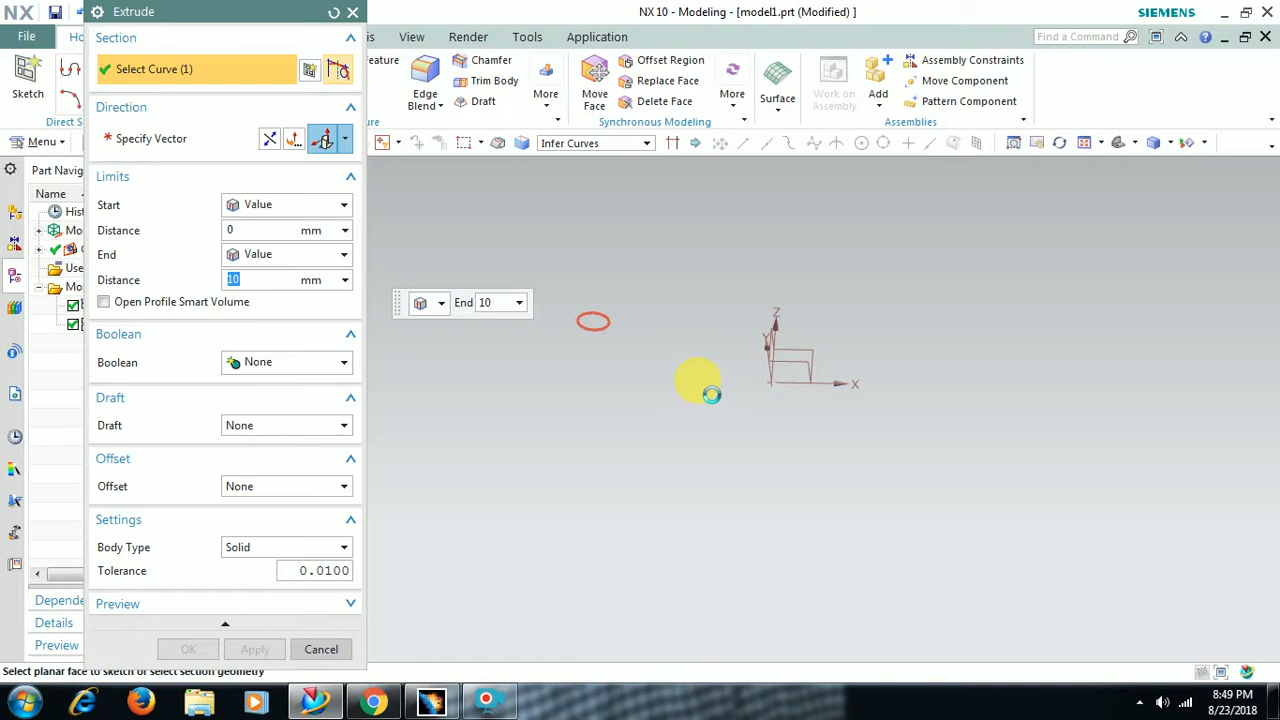 NX
Extrude
NX 10 - Modeling - [model1.prt (Modified) ]
SIEMENS
File
View
Render
Tools
Application
Find a Command
Section
Select Curve (1)
Sketch
Direct S
Direction
Specify Vector
Limits
Start
Value
Distance
0
mm
End
Value
Distance
10
mm
Open Profile Smart Volume
Boolean
Boolean
None
Draft
Draft
None
Offset
Offset
None
Settings
Body Type
Solid
Tolerance
0.0100
Preview
OK
Apply
Cancel
Edge
Blend
Chamfer
Trim Body
Draft
More
Move
Face
Offset Region
Replace Face
Delete Face
More
Synchronous Modeling
Surface
Work on
Assembly
Add
Assembly Constraints
Move Component
Pattern Component
Assemblies
Menu
Infer Curves
Part Navig
Name
Hist
Mo
Use
Mo
Depende
Details
Preview
End 10
Z
Y
X
Select planar face to sketch or select section geometry
8:49 PM
8/23/2018